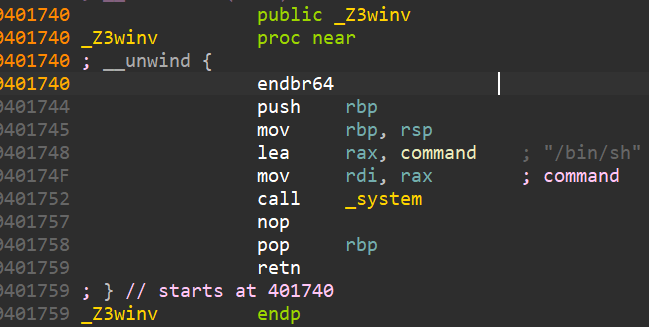 0401740 public _Z3winv
0401740 _Z3winv proc near
0401740 ; __unwind {
0401740 endbr64
0401744 push rbp
0401745 mov rbp, rsp
0401748 lea rax, command ; "/bin/sh"
040174F mov rdi, rax ; command
0401752 call _system
0401757 nop
0401758 pop rbp
0401759 retn
0401759 ; } // starts at 401740
0401759 _Z3winv endp